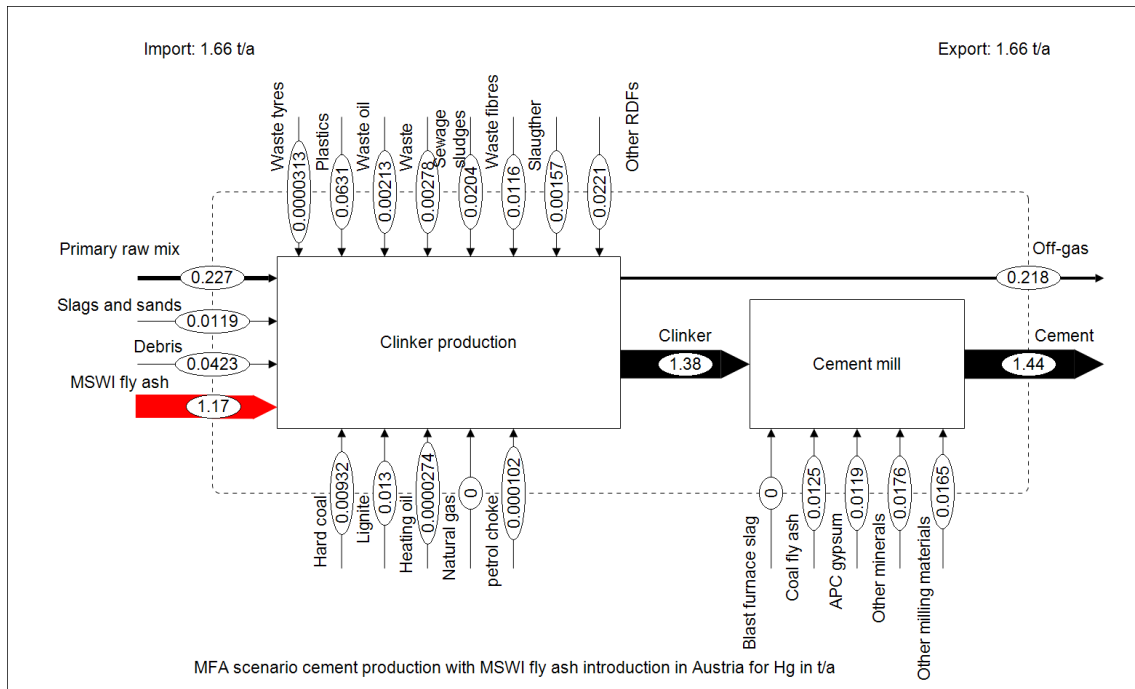 Import: 1.66 t/a
Export: 1.66 t/a
Waste tyres
Plastics
Waste oil
Waste
Sewage
sludges
Waste fibres
Slaugther
Other RDFs
0.0000313
0.0631
0.00213
0.00278
0.0204
0.0116
0.00157
0.0221
Primary raw mix
0.227
Slags and sands
0.0119
Debris
0.0423
MSWI fly ash
1.17
Clinker production
Off-gas
0.218
Clinker
1.38
Cement mill
Cement
1.44
0.00932
0.013
0.0000274
0
0.000102
Hard coal
Lignite
Heating oil
Natural gas
petrol choke
0
0.0125
0.0119
0.0176
0.0165
Blast furnace slag
Coal fly ash
APC gypsum
Other minerals
Other milling materials
MFA scenario cement production with MSWI fly ash introduction in Austria for Hg in t/a